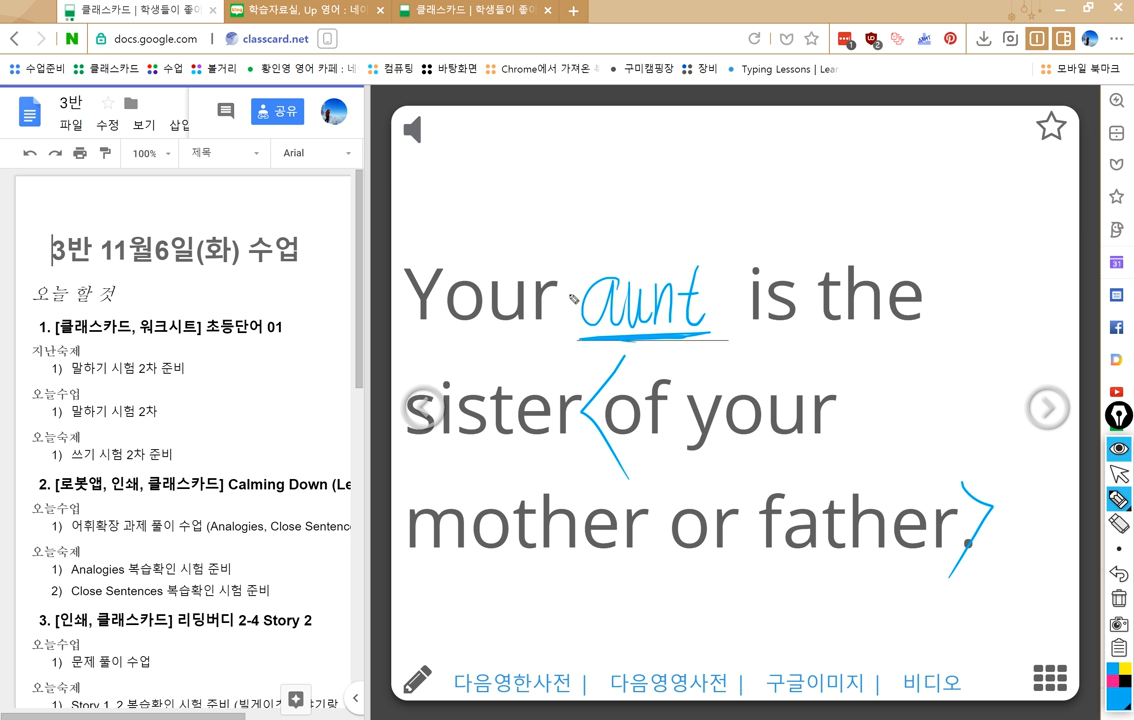 클래스카드 | 학생들이 좋아
학습자료실, Up 영어 : 네이
클래스카드 | 학생들이 좋아
docs.google.com
classcard.net
수업준비
클래스카드
수업
볼거리
황인영 영어 카페 : 네
컴퓨팅
바탕화면
Chrome에서 가져온
구미캠핑장
장비
Typing Lessons | Lear
모바일 북마크
3반
파일 수정 보기 삽입
공유
100%
제목
Arial
3반 11월6일(화) 수업
오늘 할 것
1. [클래스카드, 워크시트] 초등단어 01
지난숙제
1) 말하기 시험 2차 준비
오늘수업
1) 말하기 시험 2차
오늘숙제
1) 쓰기 시험 2차 준비
2. [로봇앱, 인쇄, 클래스카드] Calming Down (Le
오늘수업
1) 어휘확장 과제 풀이 수업 (Analogies, Close Sentenc
오늘숙제
1) Analogies 복습확인 시험 준비
2) Close Sentences 복습확인 시험 준비
3. [인쇄, 클래스카드] 리딩버디 2-4 Story 2
오늘수업
1) 문제 풀이 수업
오늘숙제
1) Story 1, 2 복습확인 시험 준비
Your aunt is the
sister of your
mother or father.
다음영한사전 | 다음영영사전 | 구글이미지 | 비디오